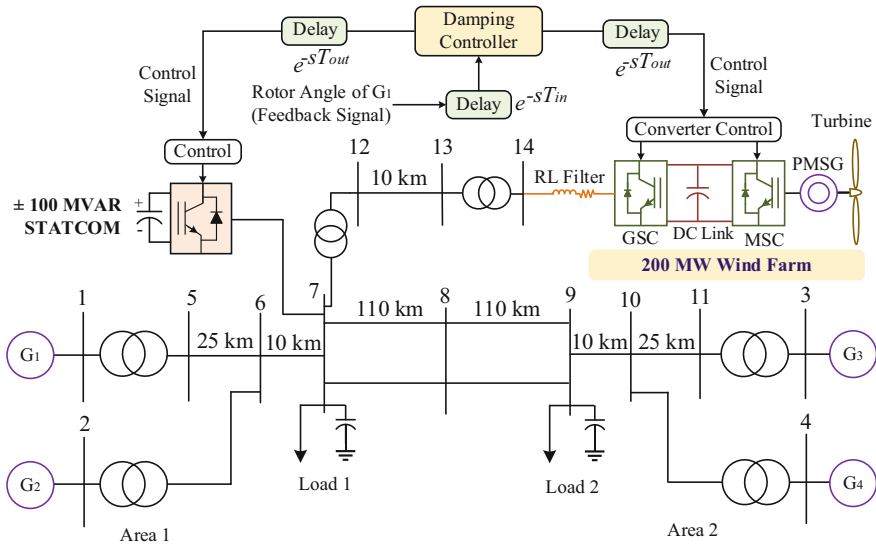 Delay
e^-sT_out
Damping
Controller
Delay
e^-sT_out
Control
Signal
Rotor Angle of G1
(Feedback Signal)
Delay
e^-sT_in
Control
Signal
Control
Converter Control
Turbine
12
13
14
10 km
RL Filter
PMSG
± 100 MVAR
STATCOM
+
-
GSC
DC Link
MSC
200 MW Wind Farm
1
5
6
7
8
9
10
11
3
110 km
110 km
G1
25 km
10 km
10 km
25 km
G3
2
4
G2
Load 1
Load 2
G4
Area 1
Area 2